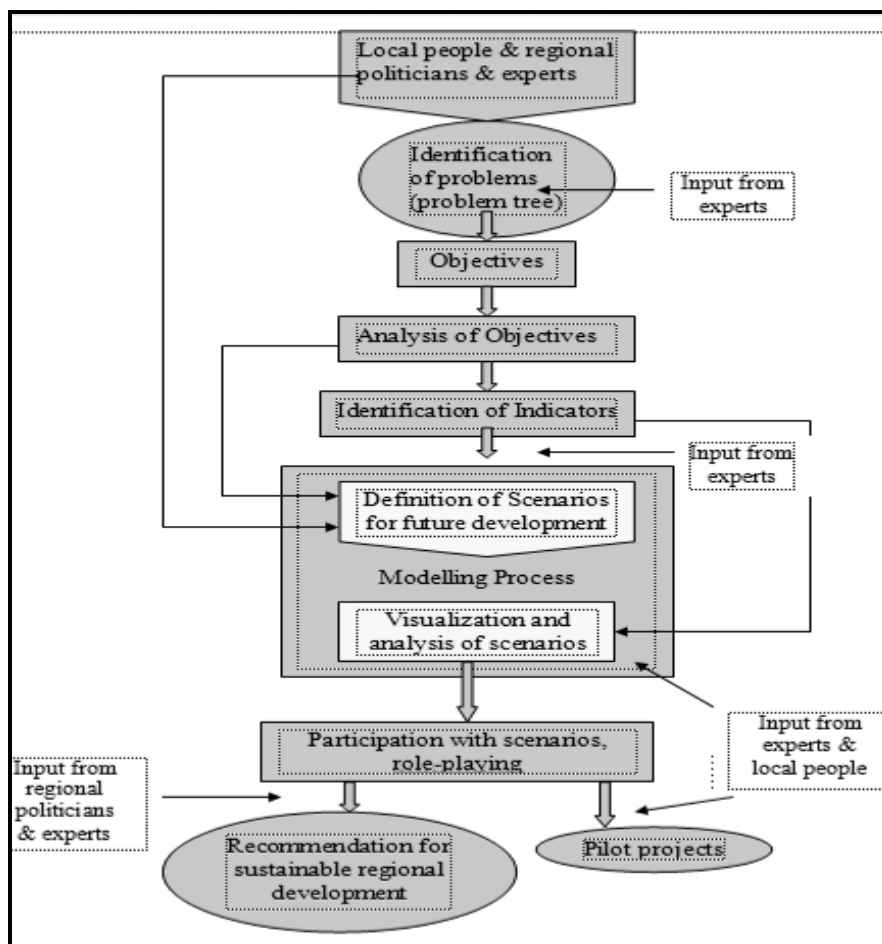 Local people & regional
politicians & experts
Identification
of problems
(problem tree)
Input from
experts
Objectives
Analysis of Objectives
Identification of Indicators
Input from
experts
Definition of Scenarios
for future development
Modelling Process
Visualization and
analysis of scenarios
Participation with scenarios,
role-playing
Input from
experts &
local people
Input from
regional
politicians
& experts
Recommendation for
sustainable regional
development
Pilot projects